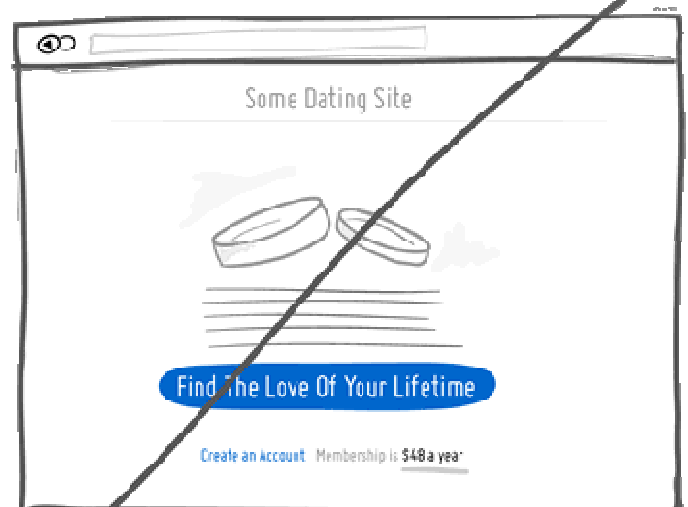 Some Dating Site
Find The Love Of Your Lifetime
Create an Account Membership is $48 a year